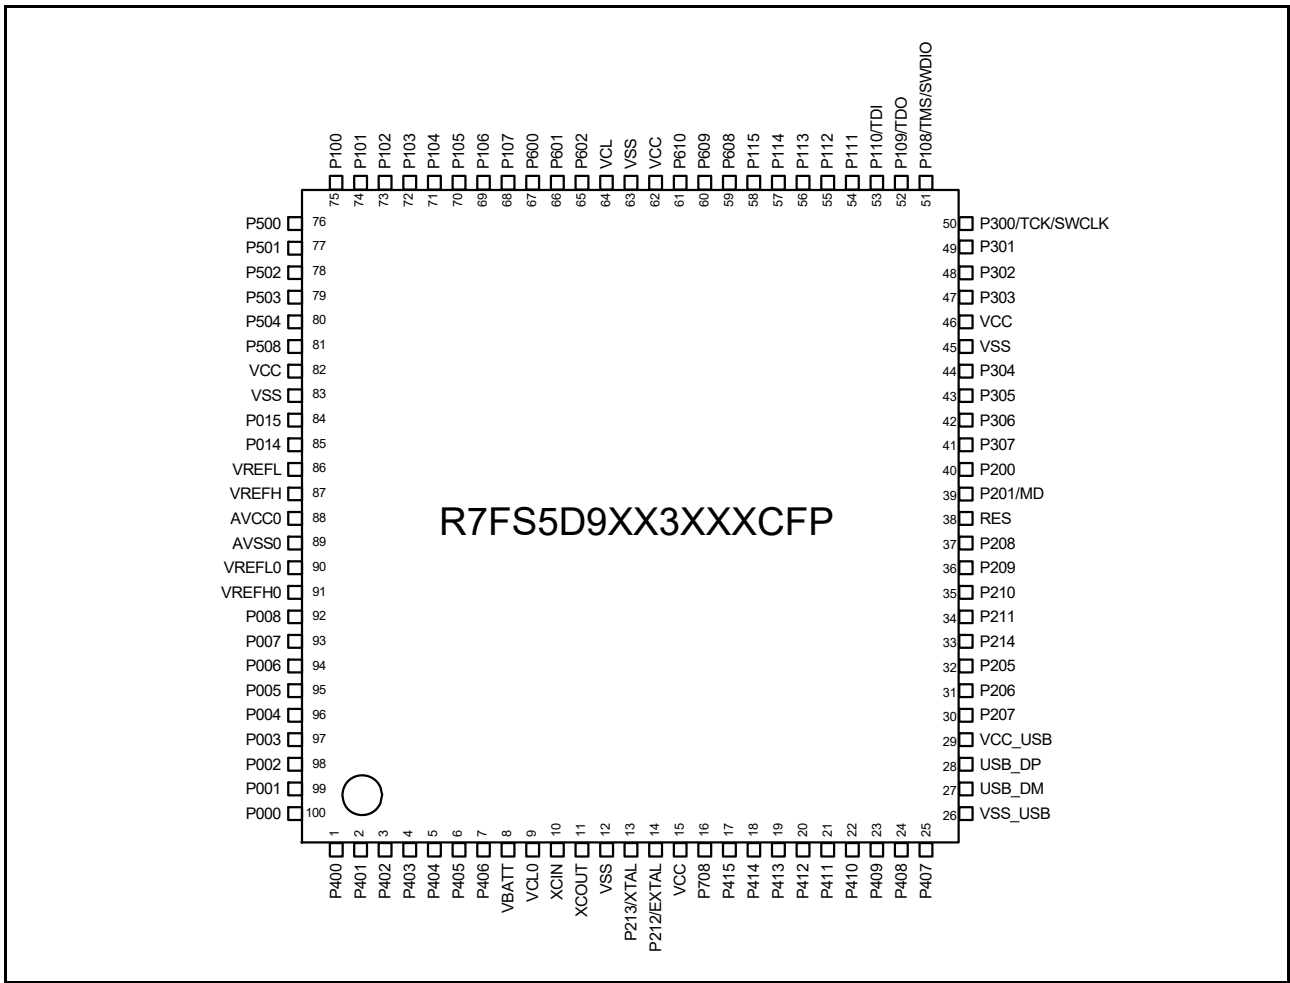 P100 P101 P102 P103 P104 P105 P106 P107 P600 P601 P602 VCL VSS VCC P610 P609 P608 P115 P114 P113 P112 P111 P110/TDI P109/TDO P108/TMS/SWDIO
75 74 73 72 71 70 69 68 67 66 65 64 63 62 61 60 59 58 57 56 55 54 53 52 51
P500 76 50 P300/TCK/SWCLK
P501 77 49 P301
P502 78 48 P302
P503 79 47 P303
P504 80 46 VCC
P508 81 45 VSS
VCC 82 44 P304
VSS 83 43 P305
P015 84 42 P306
P014 85 41 P307
VREFL 86 40 P200
VREFH 87 39 P201/MD
AVCC0 88 38 RES
R7FS5D9XX3XXXCFP
AVSS0 89 37 P208
VREFL0 90 36 P209
VREFH0 91 35 P210
P008 92 34 P211
P007 93 33 P214
P006 94 32 P205
P005 95 31 P206
P004 96 30 P207
P003 97 29 VCC_USB
P002 98 28 USB_DP
P001 99 27 USB_DM
P000 100 26 VSS_USB
1 2 3 4 5 6 7 8 9 10 11 12 13 14 15 16 17 18 19 20 21 22 23 24 25
P400 P401 P402 P403 P404 P405 P406 VBATT VCL0 XCIN XCOUT VSS P213/XTAL P212/EXTAL VCC P708 P415 P414 P413 P412 P411 P410 P409 P408 P407